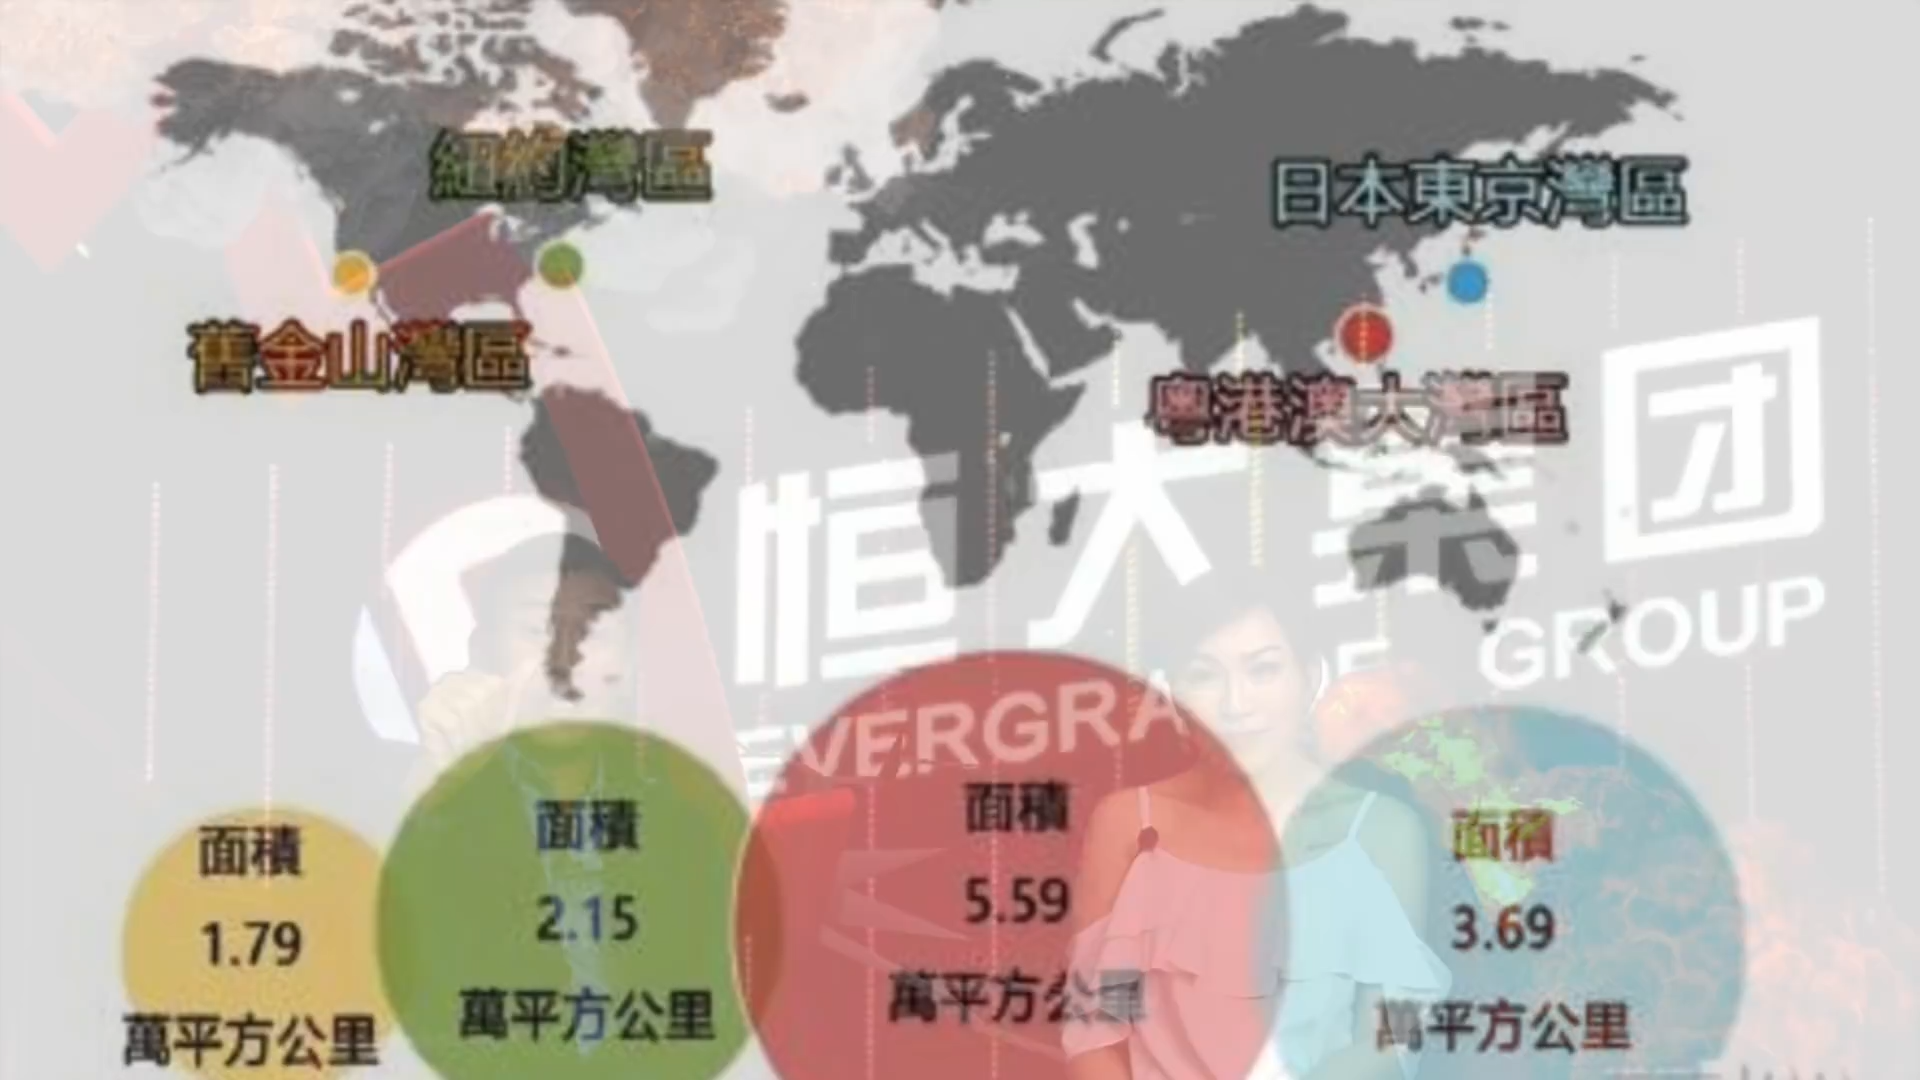 紐約灣區
日本東京灣區
舊金山灣區
粵港澳大灣區
恒大集团
EVERGRANDE GROUP
面積
1.79
萬平方公里
面積
2.15
萬平方公里
面積
5.59
萬平方公里
面積
3.69
萬平方公里